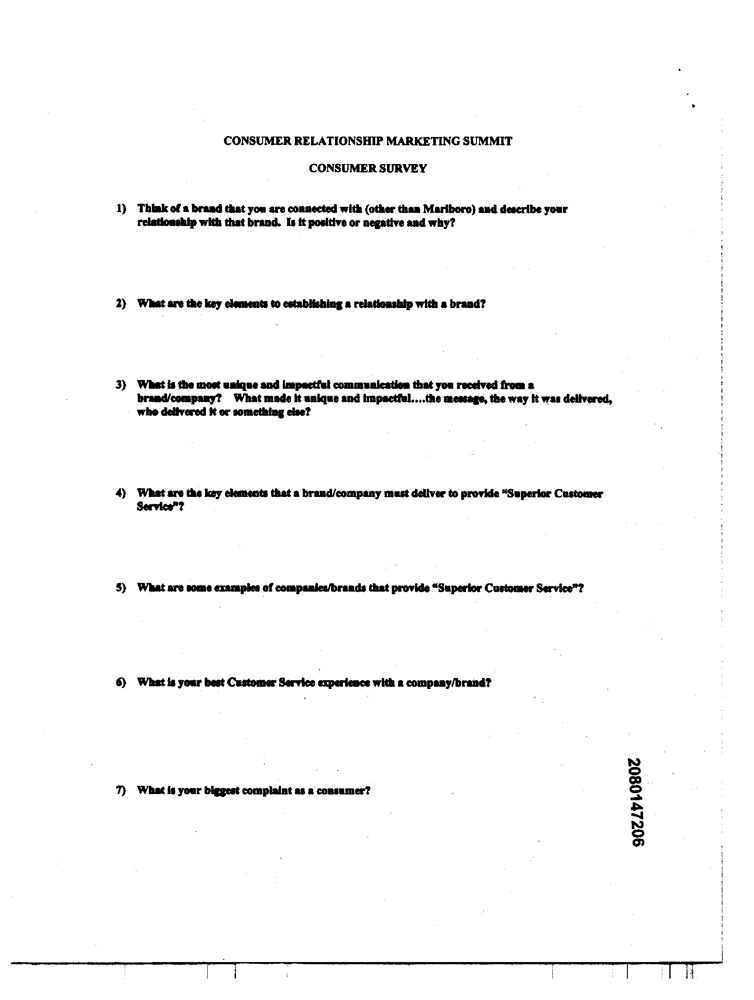 CONSUMER RELATIONSHIP MARKETING SUMMIT
CONSUMER SURVEY
1) Think of a brand that you are connected with (other than Marlboro) and describe your
relationship with that brand. Is it positive or negative and why?
2) What are the key elements to establishing a relationship with a brand?
3) What is the most unique and impactful communication that you received from a
brand/company? What made it unique and impactful....the message, the way it was delivered,
who delivered it or something else?
4) What are the key elements that a brand/company must deliver to provide "Superior Customer
Service"?
5) What are some examples of companies/brands that provide "Superior Customer Service"?
6) What is your best Customer Service experience with a company/brand?
7) What is your biggest complaint as a consumer?
2080147206